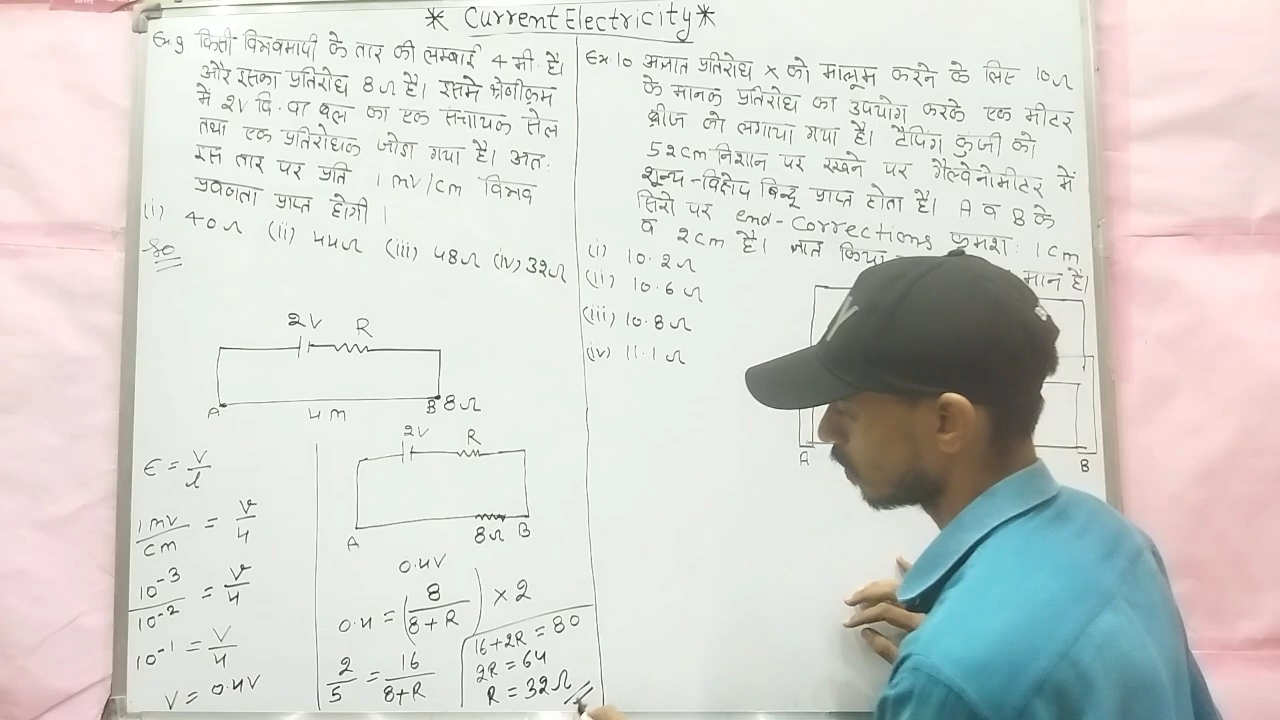 * Current Electricity *
Ex 9 किसी विभवमापी के तार की लम्बाई 4 मी. है।
और इसका प्रतिरोध 8Ω है। इसमे श्रेणीक्रम
में 2V वि. वा बल का एक संचायक सेल
तथा एक प्रतिरोधक जोडा गया है। अतः
इस तार पर प्रति 1 mV/cm विभव
प्रवणता प्राप्त होगी।
(i) 40Ω (ii) 44Ω (iii) 48Ω (iv) 32Ω
2V R
A 4 m B 8Ω
ϵ = V/l
1mv/cm = V/4
10⁻³/10⁻² = V/4
10⁻¹ = V/4
V = 0.4V
2V R
A 8Ω B
0.4V
0.4 = (8/8+R) × 2
2/5 = 16/8+R
16+2R = 80
2R = 64
R = 32Ω
Ex. 10 अज्ञात प्रतिरोध x को मालूम करने के लिए 10Ω
के मानक प्रतिरोध का उपयोग करके एक मीटर
ब्रीज को लगाया गया है। टैपिंग कुंजी को
52cm निशान पर रखने पर गैल्वेनोमीटर में
शून्य-विक्षेप बिन्दू प्राप्त होता है। A व B के
सिरो पर end-corrections क्रमशः 1cm
व 2cm है। ज्ञात किया मान है।
(i) 10.2Ω
(ii) 10.6Ω
(iii) 10.8Ω
(iv) 11.1Ω
A B